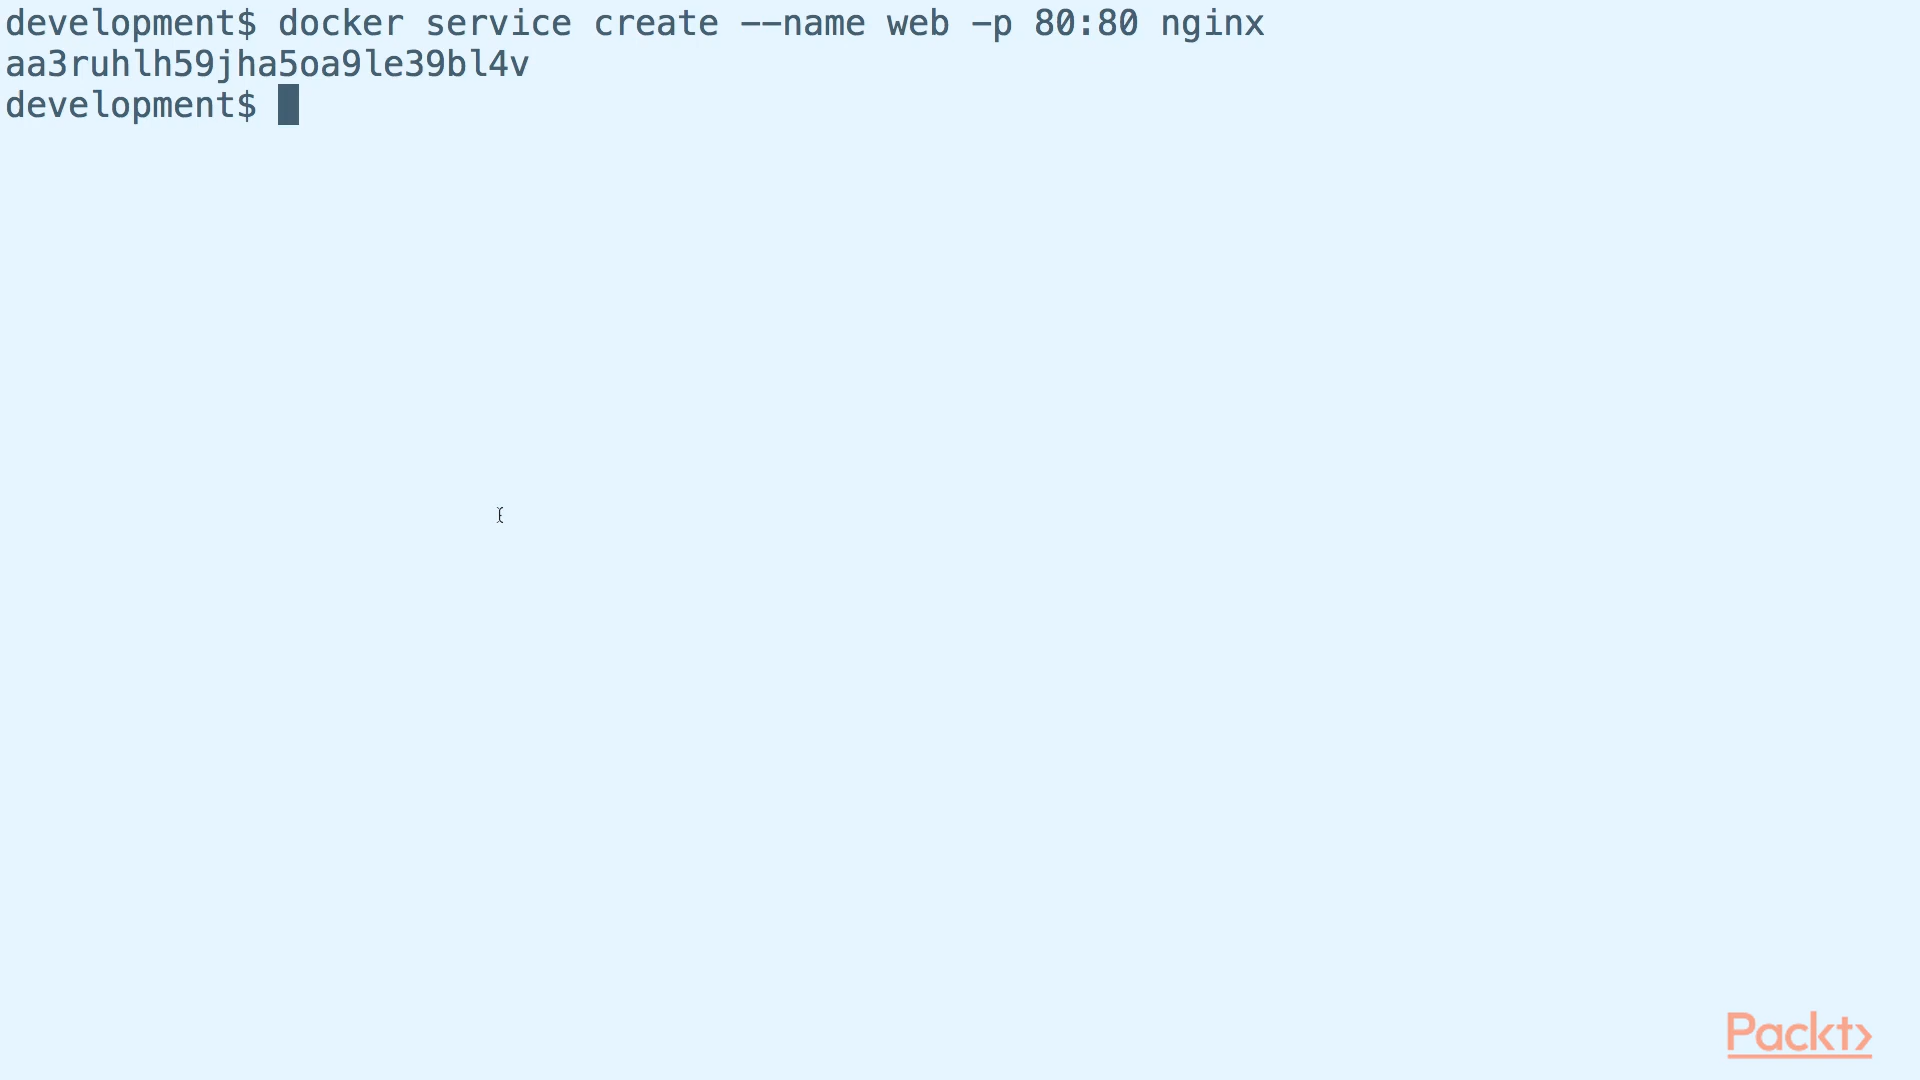 development$ docker service create --name web -p 80:80 nginx
aa3ruhlh59jha5oa9le39bl4v
development$
Packt>